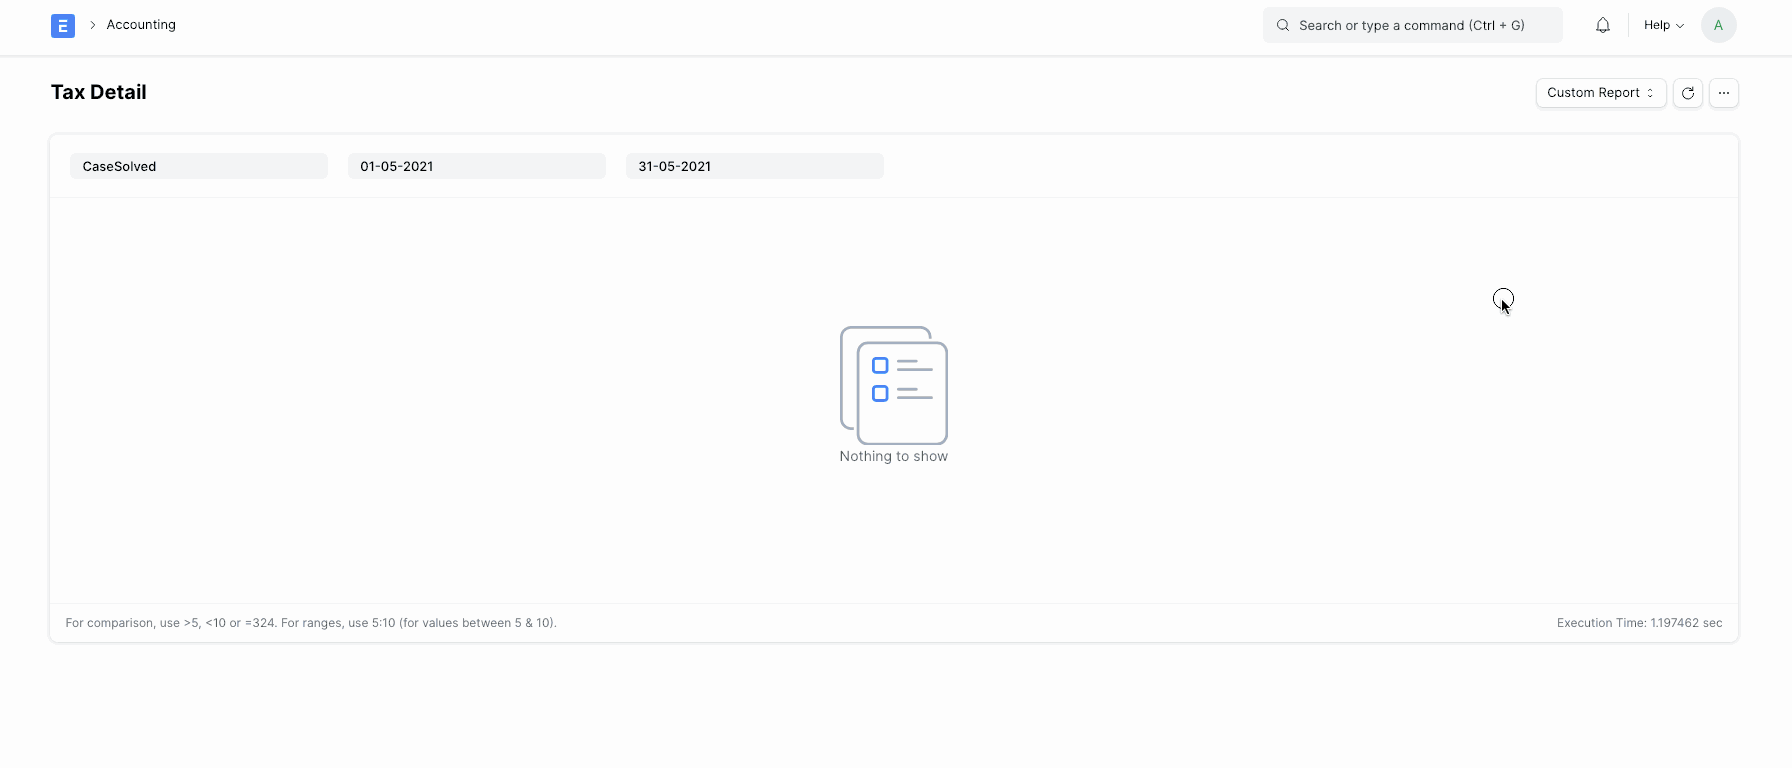 E
Accounting
Search or type a command (Ctrl + G)
Help
A
Tax Detail
Custom Report
CaseSolved
01-05-2021
31-05-2021
Nothing to show
For comparison, use >5, <10 or =324. For ranges, use 5:10 (for values between 5 & 10).
Execution Time: 1.197462 sec